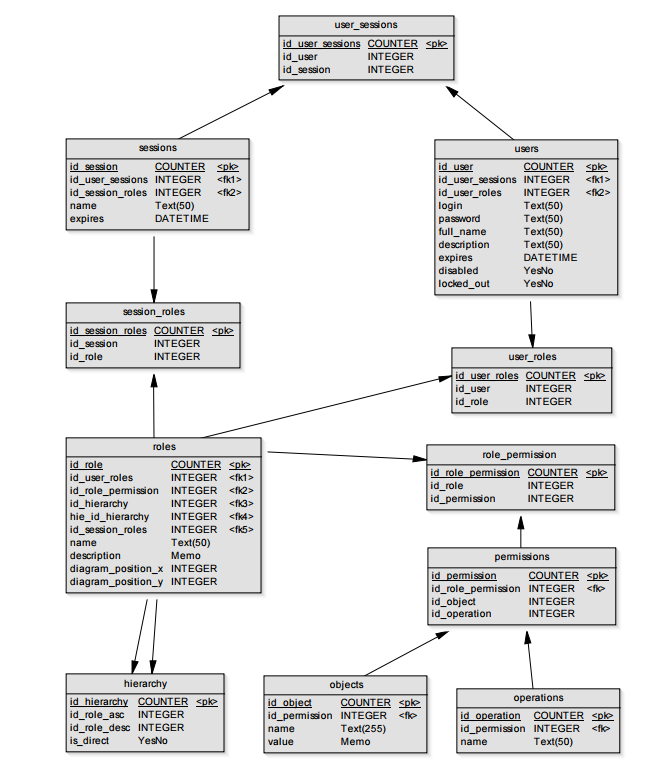 user_sessions
id_user_sessions COUNTER <pk>
id_user INTEGER
id_session INTEGER
sessions
id_session COUNTER <pk>
id_user_sessions INTEGER <fk1>
id_session_roles INTEGER <fk2>
name Text(50)
expires DATETIME
users
id_user COUNTER <pk>
id_user_sessions INTEGER <fk1>
id_user_roles INTEGER <fk2>
login Text(50)
password Text(50)
full_name Text(50)
description Text(50)
expires DATETIME
disabled YesNo
locked_out YesNo
session_roles
id_session_roles COUNTER <pk>
id_session INTEGER
id_role INTEGER
user_roles
id_user_roles COUNTER <pk>
id_user INTEGER
id_role INTEGER
roles
id_role COUNTER <pk>
id_user_roles INTEGER <fk1>
id_role_permission INTEGER <fk2>
id_hierarchy INTEGER <fk3>
hie_id_hierarchy INTEGER <fk4>
id_session_roles INTEGER <fk5>
name Text(50)
description Memo
diagram_position_x INTEGER
diagram_position_y INTEGER
role_permission
id_role_permission COUNTER <pk>
id_role INTEGER
id_permission INTEGER
permissions
id_permission COUNTER <pk>
id_role_permission INTEGER <fk>
id_object INTEGER
id_operation INTEGER
hierarchy
id_hierarchy COUNTER <pk>
id_role_asc INTEGER
id_role_desc INTEGER
is_direct YesNo
objects
id_object COUNTER <pk>
id_permission INTEGER <fk>
name Text(255)
value Memo
operations
id_operation COUNTER <pk>
id_permission INTEGER <fk>
name Text(50)